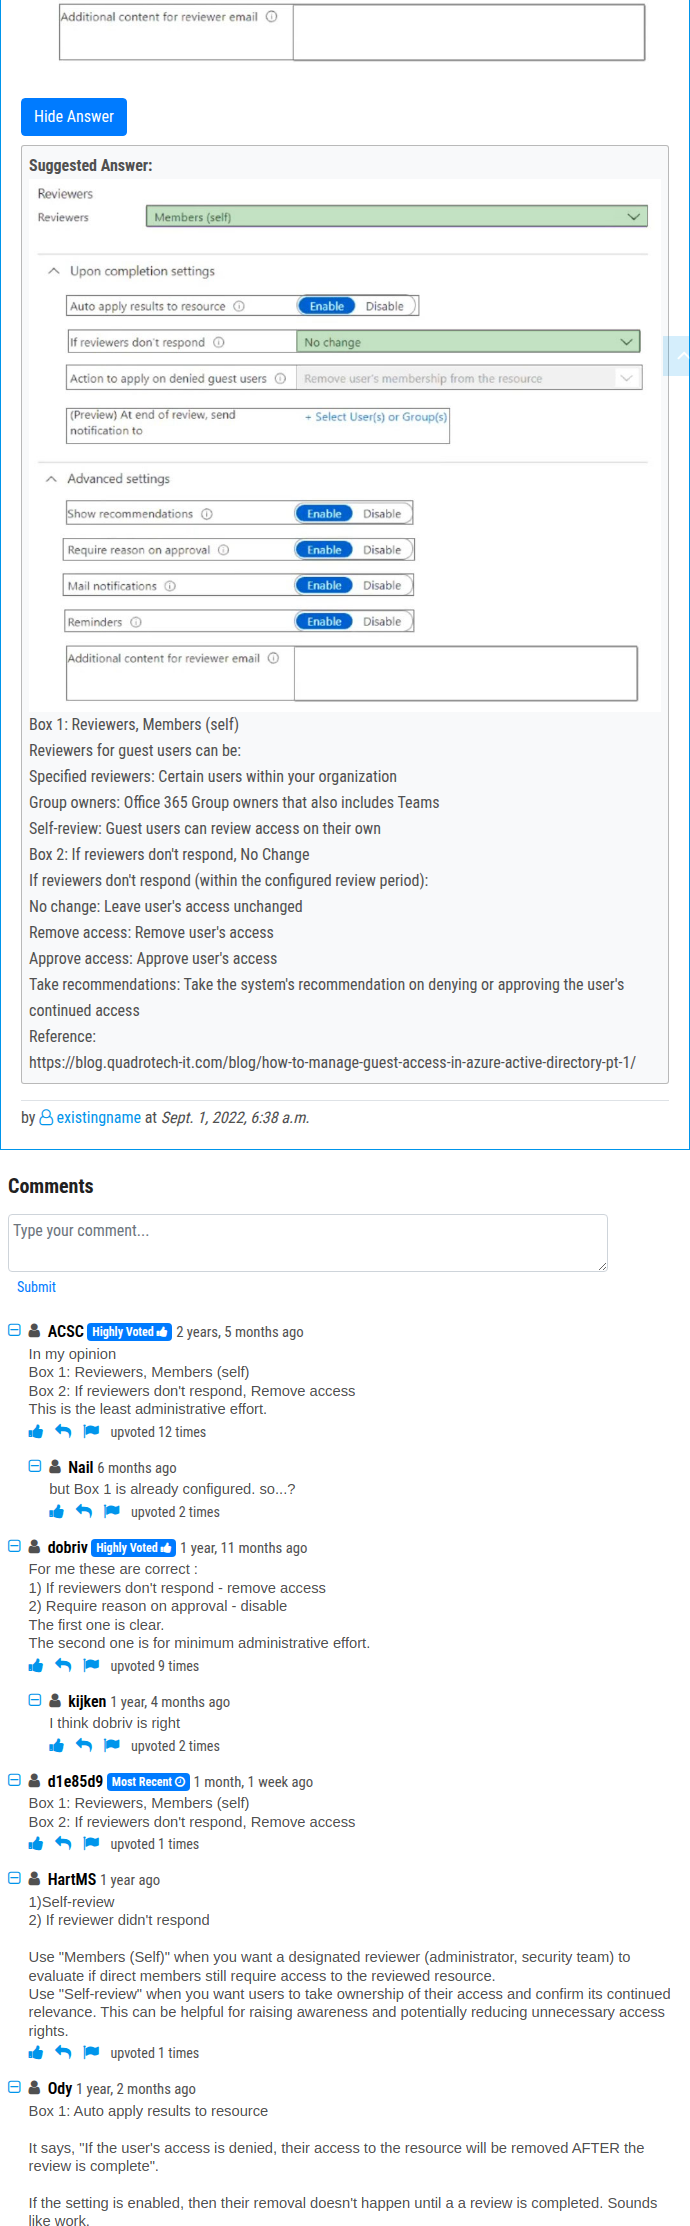 Additional content for reviewer email
Hide Answer
Suggested Answer:
Reviewers
Reviewers Members (self)
Upon completion settings
Auto apply results to resource Enable Disable
If reviewers don't respond No change
Action to apply on denied guest users Remove user's membership from the resource
(Preview) At end of review, send + Select User(s) or Group(s)
notification to
Advanced settings
Show recommendations Enable Disable
Require reason on approval Enable Disable
Mail notifications Enable Disable
Reminders Enable Disable
Additional content for reviewer email
Box 1: Reviewers, Members (self)
Reviewers for guest users can be:
Specified reviewers: Certain users within your organization
Group owners: Office 365 Group owners that also includes Teams
Self-review: Guest users can review access on their own
Box 2: If reviewers don't respond, No Change
If reviewers don't respond (within the configured review period):
No change: Leave user's access unchanged
Remove access: Remove user's access
Approve access: Approve user's access
Take recommendations: Take the system's recommendation on denying or approving the user's
continued access
Reference:
https://blog.quadrotech-it.com/blog/how-to-manage-guest-access-in-azure-active-directory-pt-1/
by existingname at Sept. 1, 2022, 6:38 a.m.
Comments
Type your comment...
Submit
ACSC Highly Voted 2 years, 5 months ago
In my opinion
Box 1: Reviewers, Members (self)
Box 2: If reviewers don't respond, Remove access
This is the least administrative effort.
upvoted 12 times
Nail 6 months ago
but Box 1 is already configured. so...?
upvoted 2 times
dobriv Highly Voted 1 year, 11 months ago
For me these are correct :
1) If reviewers don't respond - remove access
2) Require reason on approval - disable
The first one is clear.
The second one is for minimum administrative effort.
upvoted 9 times
kijken 1 year, 4 months ago
I think dobriv is right
upvoted 2 times
d1e85d9 Most Recent 1 month, 1 week ago
Box 1: Reviewers, Members (self)
Box 2: If reviewers don't respond, Remove access
upvoted 1 times
HartMS 1 year ago
1)Self-review
2) If reviewer didn't respond
Use "Members (Self)" when you want a designated reviewer (administrator, security team) to
evaluate if direct members still require access to the reviewed resource.
Use "Self-review" when you want users to take ownership of their access and confirm its continued
relevance. This can be helpful for raising awareness and potentially reducing unnecessary access
rights.
upvoted 1 times
Ody 1 year, 2 months ago
Box 1: Auto apply results to resource
It says, "If the user's access is denied, their access to the resource will be removed AFTER the
review is complete".
If the setting is enabled, then their removal doesn't happen until a a review is completed. Sounds
like work.